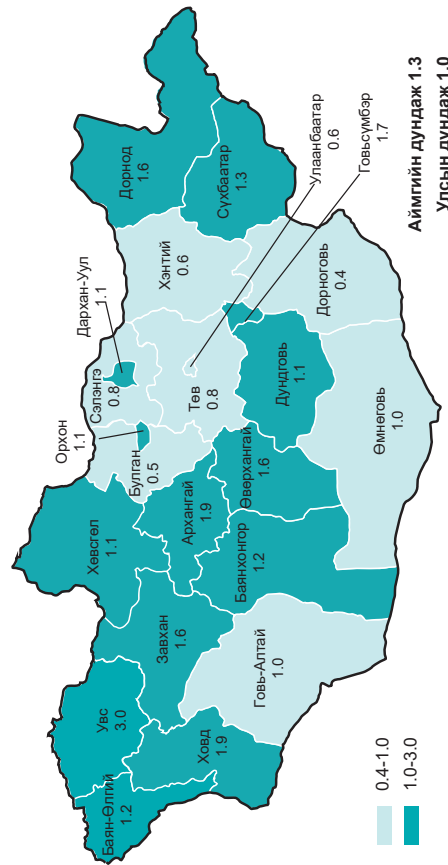 Баян-Өлгий
1.2
Увс
3.0
Ховд
1.9
Завхан
1.6
Говь-Алтай
1.0
Хөвсгөл
1.1
Архангай
1.9
Баянхонгор
1.2
Өвөрхангай
1.6
Орхон
1.1
Булган
0.5
Сэлэнгэ
0.8
Дархан-Уул
1.1
Төв
0.8
Дундговь
1.1
Өмнөговь
1.0
Хэнтий
0.6
Дорноговь
0.4
Дорнод
1.6
Сүхбаатар
1.3
Улаанбаатар
0.6
Говьсүмбэр
1.7
Аймгийн дундаж 1.3
Улсын дундаж 1.0
0.4-1.0
1.0-3.0